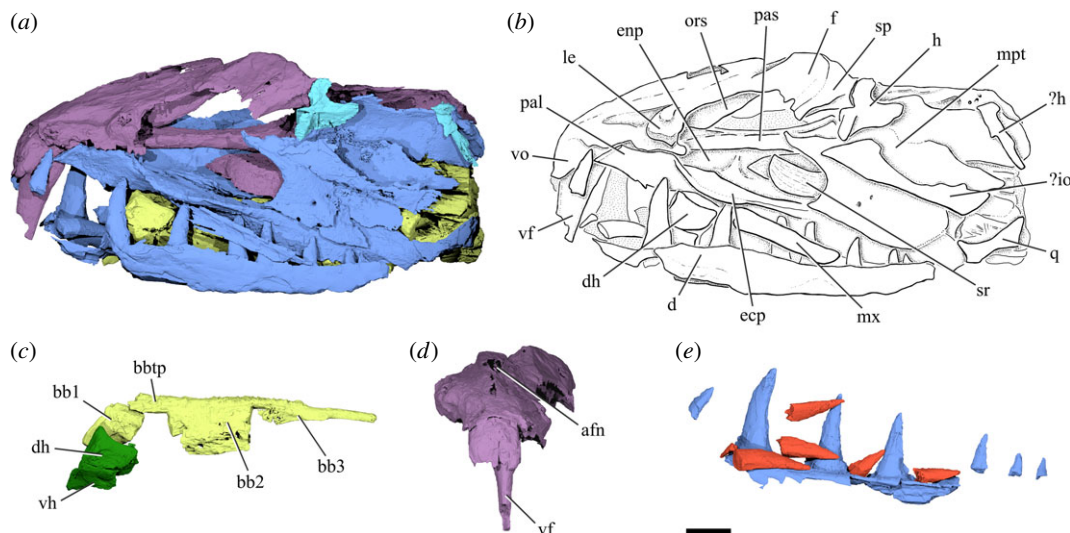 (a)
(b)
ors
pas
f
sp
enp
h
le
mpt
pal
?h
vo
?io
vf
q
dh
sr
d
ecp
mx
(c)
(d)
(e)
bbtp
bb1
afn
dh
bb2
bb3
vh
vf